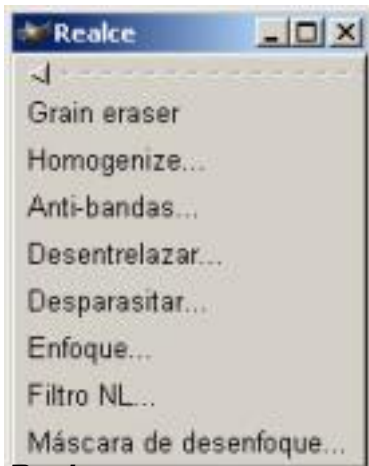 Realce
Grain eraser
Homogenize...
Anti-bandas...
Desentrelazar...
Desparasitar...
Enfoque...
Filtro NL...
Máscara de desenfoque...